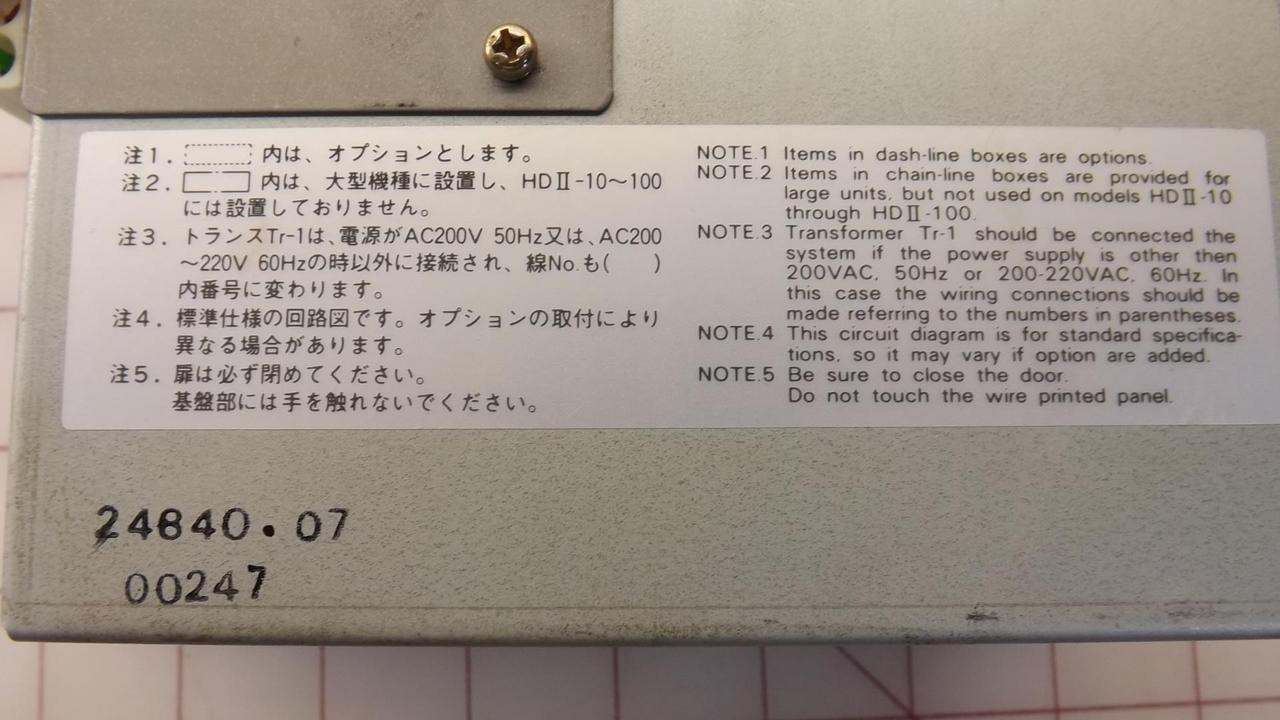 注1. 内は、オプションとします。
注2. 内は、大型機種に設置し、HDⅡ-10～100
には設置しておりません。
注3. トランスTr-1は、電源がAC200V 50Hz又は、AC200
～220V 60Hzの時以外に接続され、線No.も(　　)
内番号に変わります。
注4. 標準仕様の回路図です。オプションの取付により
異なる場合があります。
注5. 扉は必ず閉めてください。
基盤部には手を触れないでください。
NOTE.1 Items in dash-line boxes are options.
NOTE.2 Items in chain-line boxes are provided for
large units, but not used on models HDⅡ-10
through HDⅡ-100.
NOTE.3 Transformer Tr-1 should be connected the
system if the power supply is other then
200VAC, 50Hz or 200-220VAC, 60Hz. In
this case the wiring connections should be
made referring to the numbers in parentheses.
NOTE.4 This circuit diagram is for standard specifica-
tions, so it may vary if option are added.
NOTE.5 Be sure to close the door.
Do not touch the wire printed panel.
24840.07
00247